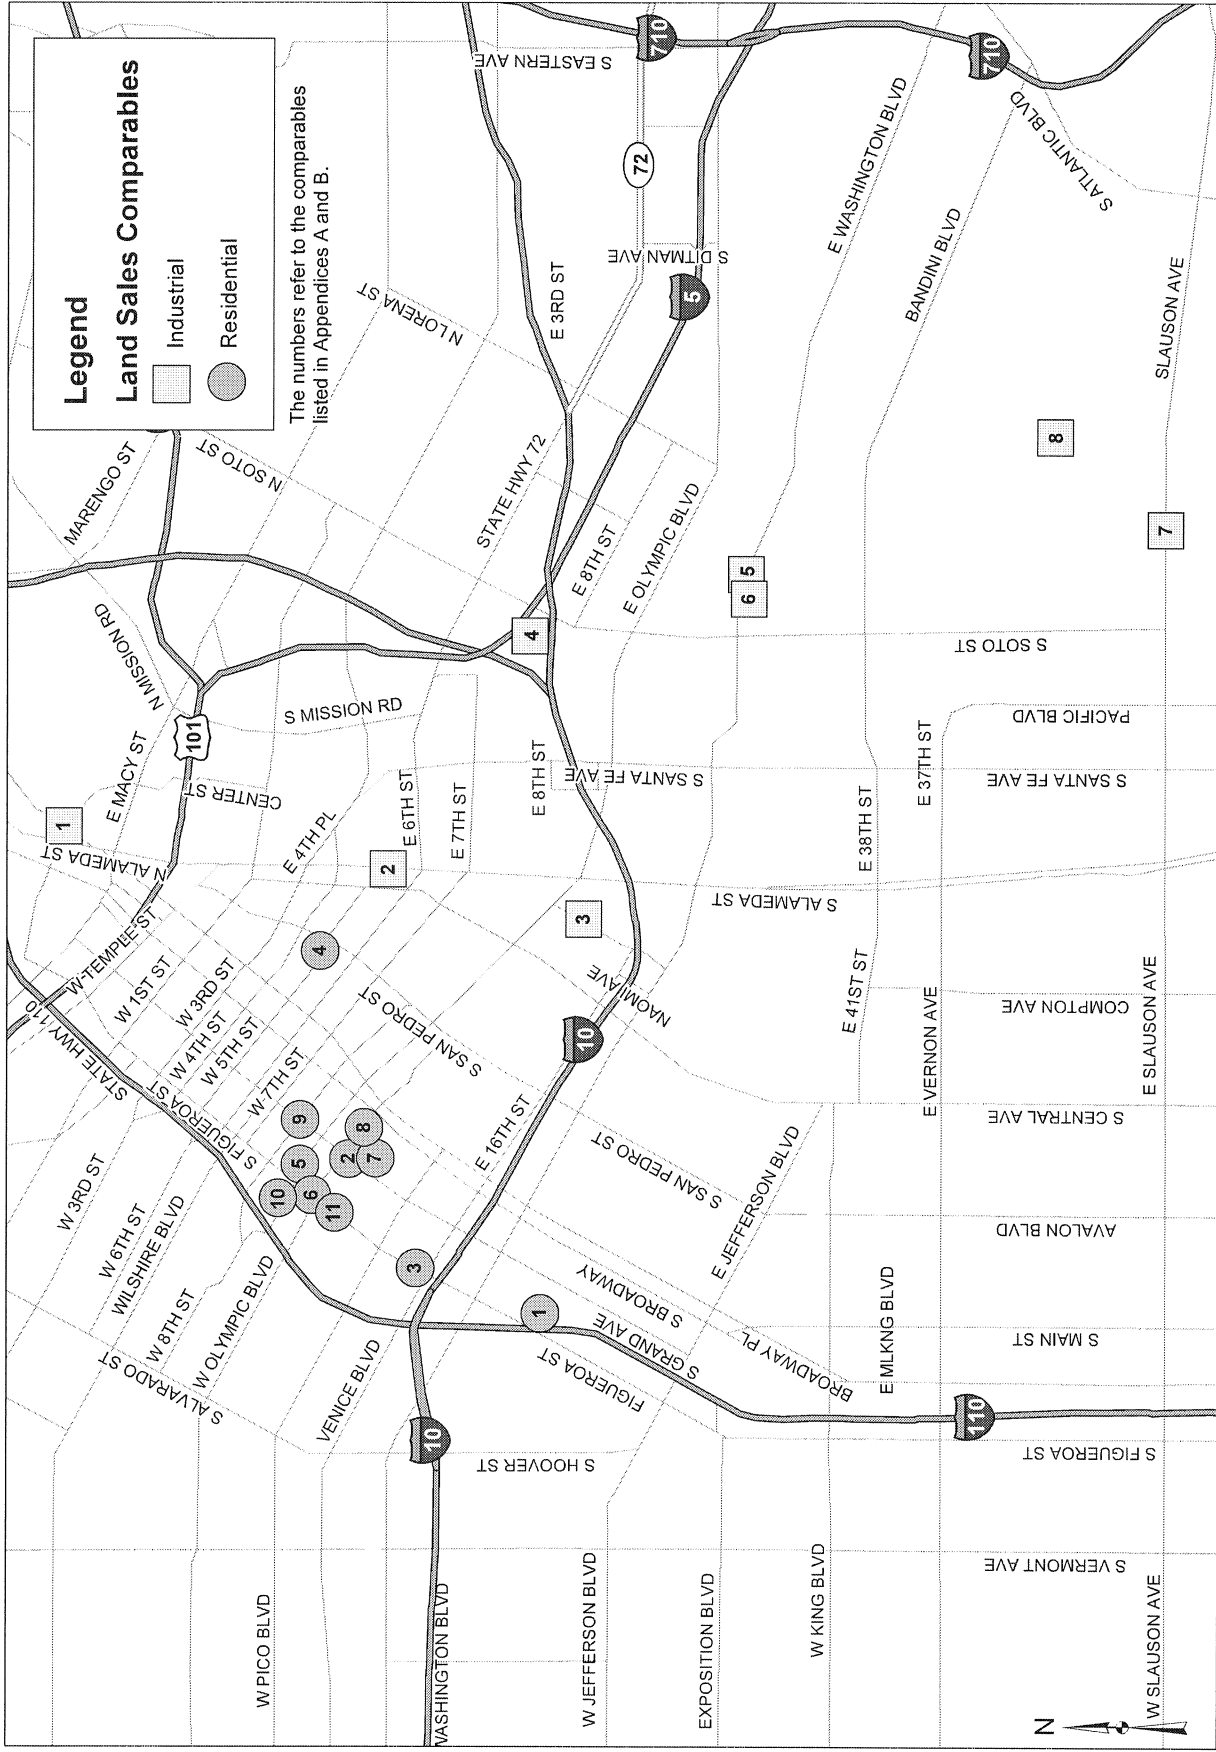 Legend
Land Sales Comparables
Industrial
Residential
The numbers refer to the comparables
listed in Appendices A and B.
N
MARENGO ST
N SOTO ST
N LORENA ST
N MISSION RD
S MISSION RD
E MACY ST
CENTER ST
N ALAMEDA ST
101
1
2
3
4
5
6
7
8
E 3RD ST
STATE HWY 72
72
S DITMAN AVE
S EASTERN AVE
710
710
5
E 8TH ST
E OLYMPIC BLVD
E WASHINGTON BLVD
BANDINI BLVD
S ATLANTIC BLVD
SLAUSON AVE
S SOTO ST
PACIFIC BLVD
S SANTA FE AVE
S SANTA FE AVE
E 37TH ST
E 38TH ST
E 4TH PL
E 6TH ST
E 7TH ST
E 8TH ST
S ALAMEDA ST
NAOMI AVE
E 41ST ST
E VERNON AVE
COMPTON AVE
E SLAUSON AVE
S CENTRAL AVE
W TEMPLE ST
STATE HWY 110
W 1ST ST
W 3RD ST
W 4TH ST
W 5TH ST
W 7TH ST
S FIGUEROA ST
S SAN PEDRO ST
4
9
5
10
6
11
2
8
7
3
1
10
E 16TH ST
S SAN PEDRO ST
E JEFFERSON BLVD
AVALON BLVD
W 3RD ST
W 6TH ST
WILSHIRE BLVD
W 8TH ST
W OLYMPIC BLVD
S ALVARADO ST
VENICE BLVD
S BROADWAY
S GRAND AVE
FIGUEROA ST
BROADWAY PL
E MLKNG BLVD
S MAIN ST
110
10
S HOOVER ST
S FIGUEROA ST
S VERMONT AVE
W PICO BLVD
WASHINGTON BLVD
W JEFFERSON BLVD
EXPOSITION BLVD
W KING BLVD
W SLAUSON AVE